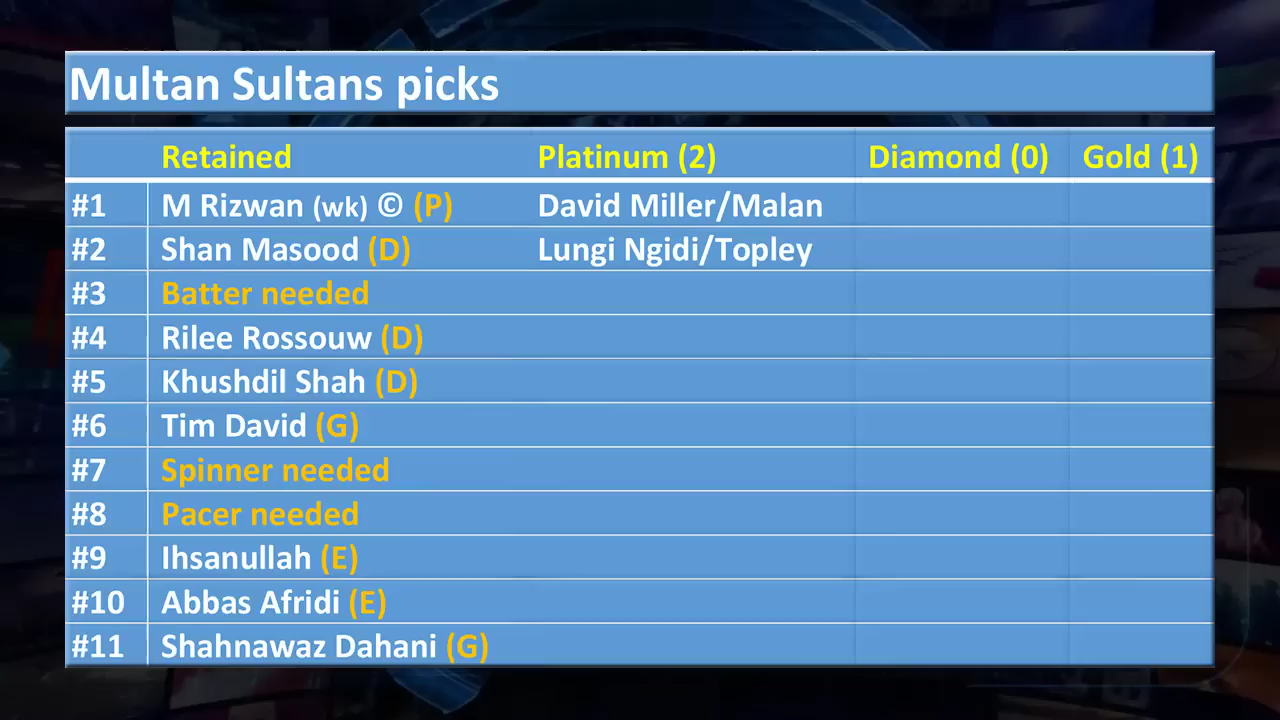 Multan Sultans picks
Retained Platinum (2) Diamond (0) Gold (1)
#1 M Rizwan (wk) © (P) David Miller/Malan
#2 Shan Masood (D) Lungi Ngidi/Topley
#3 Batter needed
#4 Rilee Rossouw (D)
#5 Khushdil Shah (D)
#6 Tim David (G)
#7 Spinner needed
#8 Pacer needed
#9 Ihsanullah (E)
#10 Abbas Afridi (E)
#11 Shahnawaz Dahani (G)